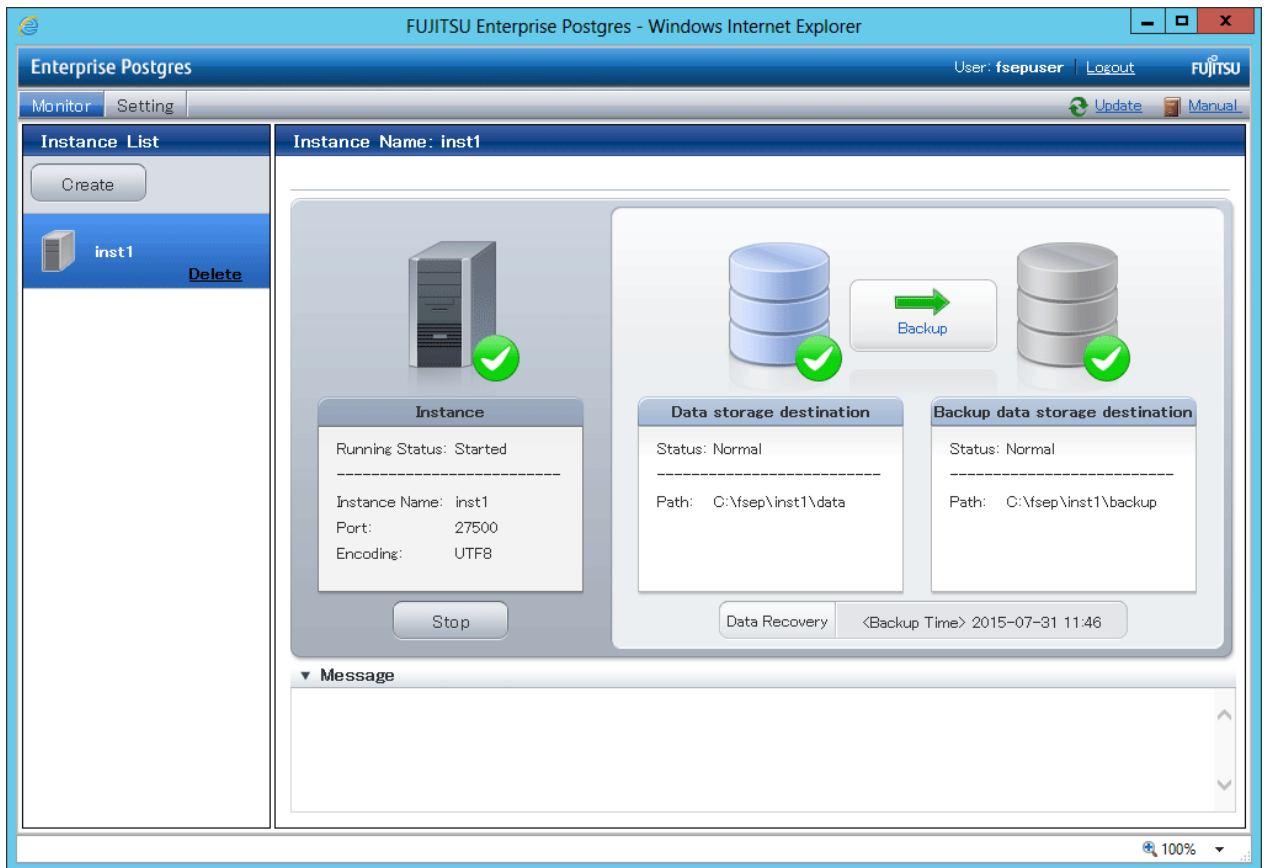 FUJITSU Enterprise Postgres - Windows Internet Explorer
Enterprise Postgres
User: fsepuser Logout
FUJITSU
Monitor Setting
Update Manual
Instance List
Create
inst1
Delete
Instance Name: inst1
Backup
Instance
Running Status: Started
---------------------------
Instance Name: inst1
Port: 27500
Encoding: UTF8
Stop
Data storage destination
Status: Normal
---------------------------
Path: C:\fsep\inst1\data
Backup data storage destination
Status: Normal
---------------------------
Path: C:\fsep\inst1\backup
Data Recovery <Backup Time> 2015-07-31 11:46
▼ Message
100%